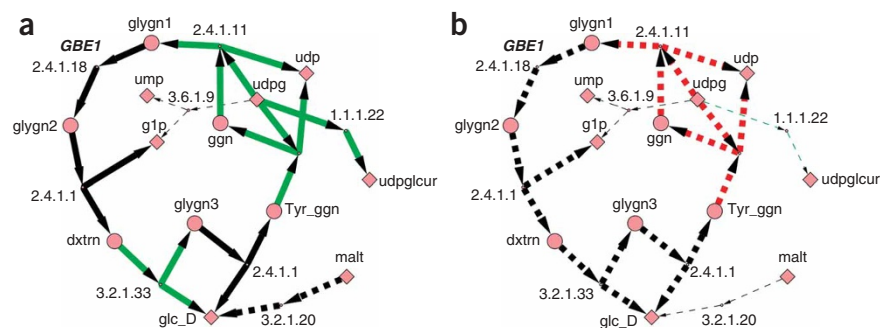 a
glygn1
2.4.1.11
GBE1
udp
2.4.1.18
ump
udpg
3.6.1.9
1.1.1.22
glygn2
g1p
ggn
udpglcur
2.4.1.1
glygn3
Tyr_ggn
dxtrn
malt
2.4.1.1
3.2.1.33
glc_D
3.2.1.20
b
glygn1
2.4.1.11
GBE1
udp
2.4.1.18
ump
udpg
3.6.1.9
1.1.1.22
glygn2
g1p
ggn
udpglcur
2.4.1.1
glygn3
Tyr_ggn
dxtrn
malt
2.4.1.1
3.2.1.33
glc_D
3.2.1.20